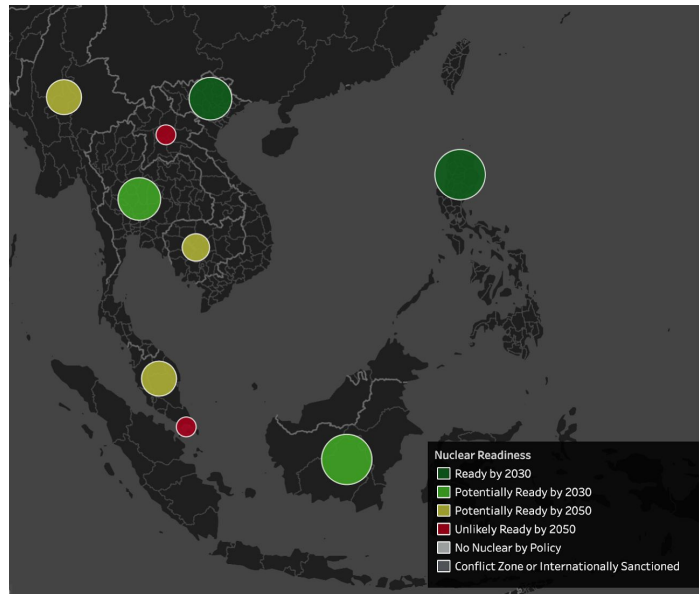 Nuclear Readiness
Ready by 2030
Potentially Ready by 2030
Potentially Ready by 2050
Unlikely Ready by 2050
No Nuclear by Policy
Conflict Zone or Internationally Sanctioned